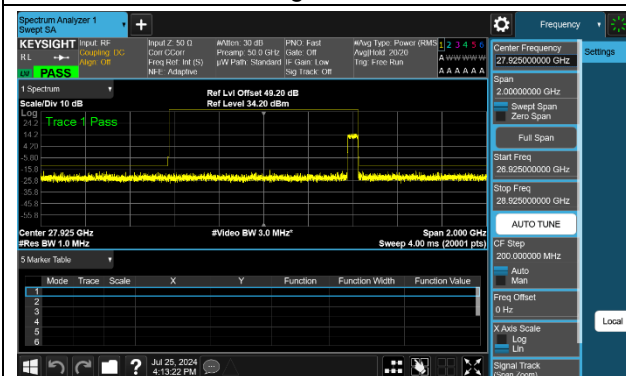 Spectrum Analyzer 1
Swept SA
+
Frequency
KEYSIGHT Input: RF
RL
Coupling: DC
Align: Off
LW PASS
Input Z: 50 Ω
Corr CCorr
Freq Ref: Int (S)
NFE: Adaptive
#Atten: 30 dB
Preamp: 50.0 GHz
µW Path: Standard
PNO: Fast
Gate: Off
IF Gain: Low
Sig Track: Off
#Avg Type: Power (RMS
Avg|Hold: 20/20
Trig: Free Run
1 2 3 4 5 6
A W W W W W
A A A A A A
1 Spectrum
Scale/Div 10 dB
Ref Lvl Offset 49.20 dB
Ref Level 34.20 dBm
Log
Trace 1 Pass
24.2
14.2
4.20
-5.80
-15.8
-25.8
-35.8
-45.8
-55.8
Center 27.925 GHz
#Res BW 1.0 MHz
#Video BW 3.0 MHz*
Span 2.000 GHz
Sweep 4.00 ms (20001 pts)
5 Marker Table
Mode Trace Scale X Y Function Function Width Function Value
1
2
3
4
5
6
Jul 25, 2024
4:13:22 PM
Center Frequency
27.925000000 GHz
Settings
Span
2.00000000 GHz
Swept Span
Zero Span
Full Span
Start Freq
26.925000000 GHz
Stop Freq
28.925000000 GHz
AUTO TUNE
CF Step
200.000000 MHz
Auto
Man
Freq Offset
0 Hz
Local
X Axis Scale
Log
Lin
Signal Track
(Span Zoom)